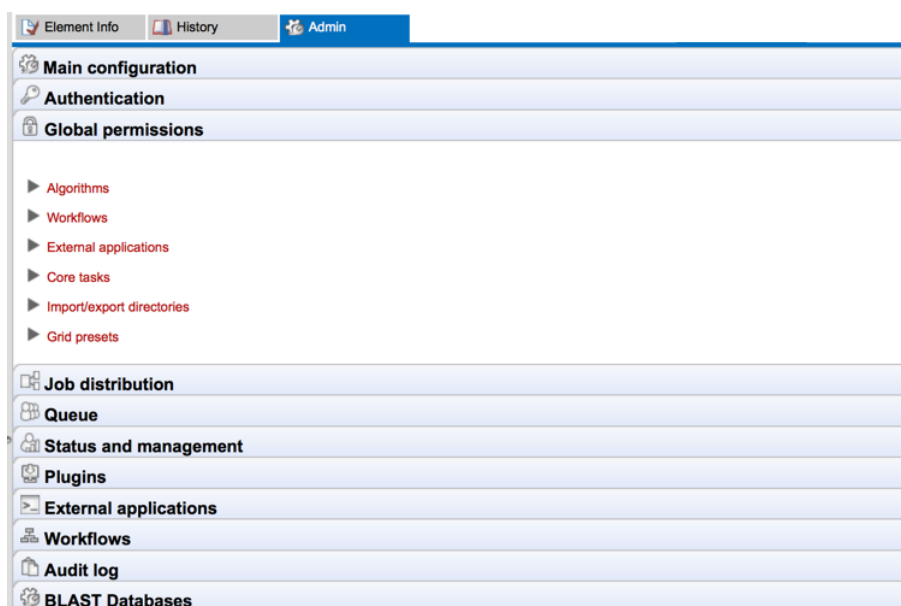 Element Info History Admin
Main configuration
Authentication
Global permissions
Algorithms
Workflows
External applications
Core tasks
Import/export directories
Grid presets
Job distribution
Queue
Status and management
Plugins
External applications
Workflows
Audit log
BLAST Databases